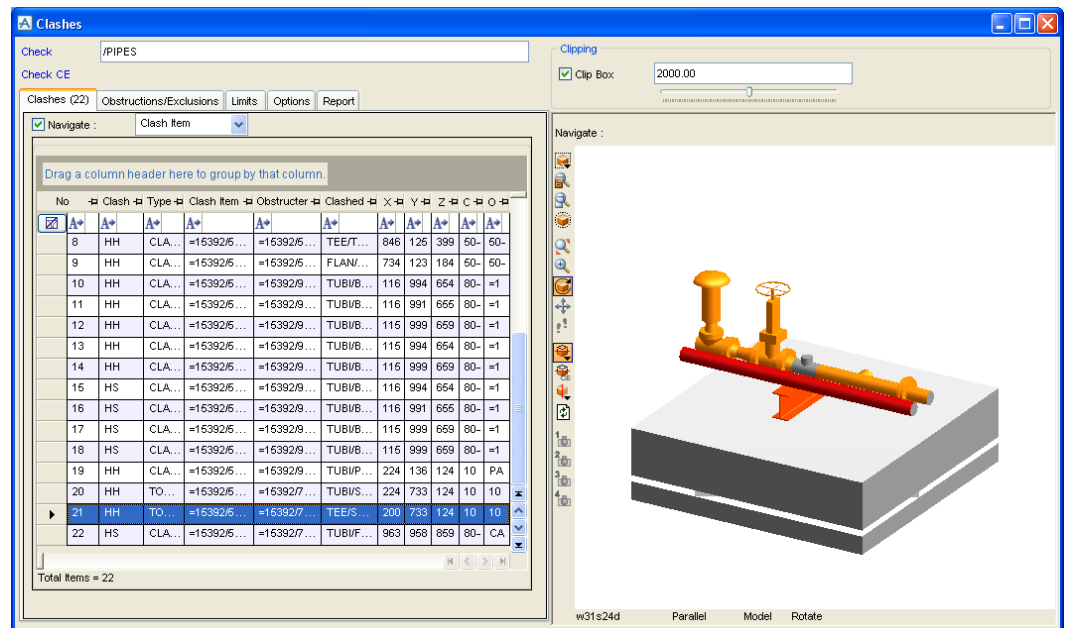 Clashes
Check /PIPES
Check CE
Clashes (22) Obstructions/Exclusions Limits Options Report
Navigate : Clash Item
Drag a column header here to group by that column.
No Clash Type Clash Item Obstructer Clashed X Y Z C O
8 HH CLA... =15392/5... =15392/5... TEE/T... 846 125 399 50- 50-
9 HH CLA... =15392/5... =15392/5... FLAN/... 734 123 184 50- 50-
10 HH CLA... =15392/5... =15392/9... TUBI/B... 116 994 654 80- =1
11 HH CLA... =15392/5... =15392/9... TUBI/B... 116 991 655 80- =1
12 HH CLA... =15392/5... =15392/9... TUBI/B... 115 999 659 80- =1
13 HH CLA... =15392/5... =15392/9... TUBI/B... 115 994 654 80- =1
14 HH CLA... =15392/5... =15392/9... TUBI/B... 115 999 659 80- =1
15 HS CLA... =15392/5... =15392/9... TUBI/B... 116 994 654 80- =1
16 HS CLA... =15392/5... =15392/9... TUBI/B... 116 991 655 80- =1
17 HS CLA... =15392/5... =15392/9... TUBI/B... 115 999 659 80- =1
18 HS CLA... =15392/5... =15392/9... TUBI/B... 115 999 659 80- =1
19 HH CLA... =15392/5... =15392/9... TUBI/P... 224 136 124 10 PA
20 HH TO... =15392/5... =15392/7... TUBI/S... 224 733 124 10 10
21 HH TO... =15392/5... =15392/7... TEE/S... 200 733 124 10 10
22 HS CLA... =15392/5... =15392/7... TUBI/F... 963 958 859 80- CA
Total Items = 22
Clipping
Clip Box 2000.00
Navigate :
CE
1
2
3
4
w31s24d Parallel Model Rotate